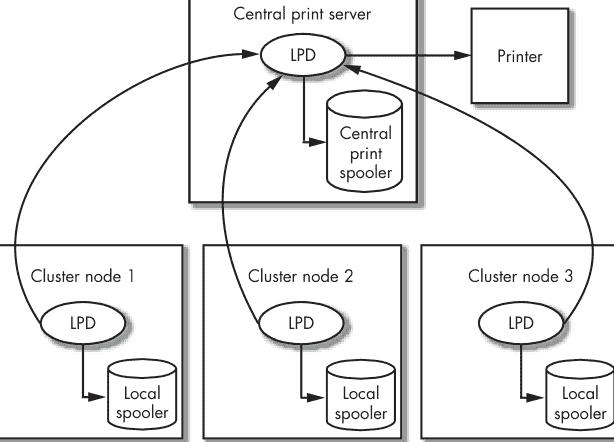 Central print server
LPD
Printer
Central
print
spooler
Cluster node 1
LPD
Local
spooler
Cluster node 2
LPD
Local
spooler
Cluster node 3
LPD
Local
spooler